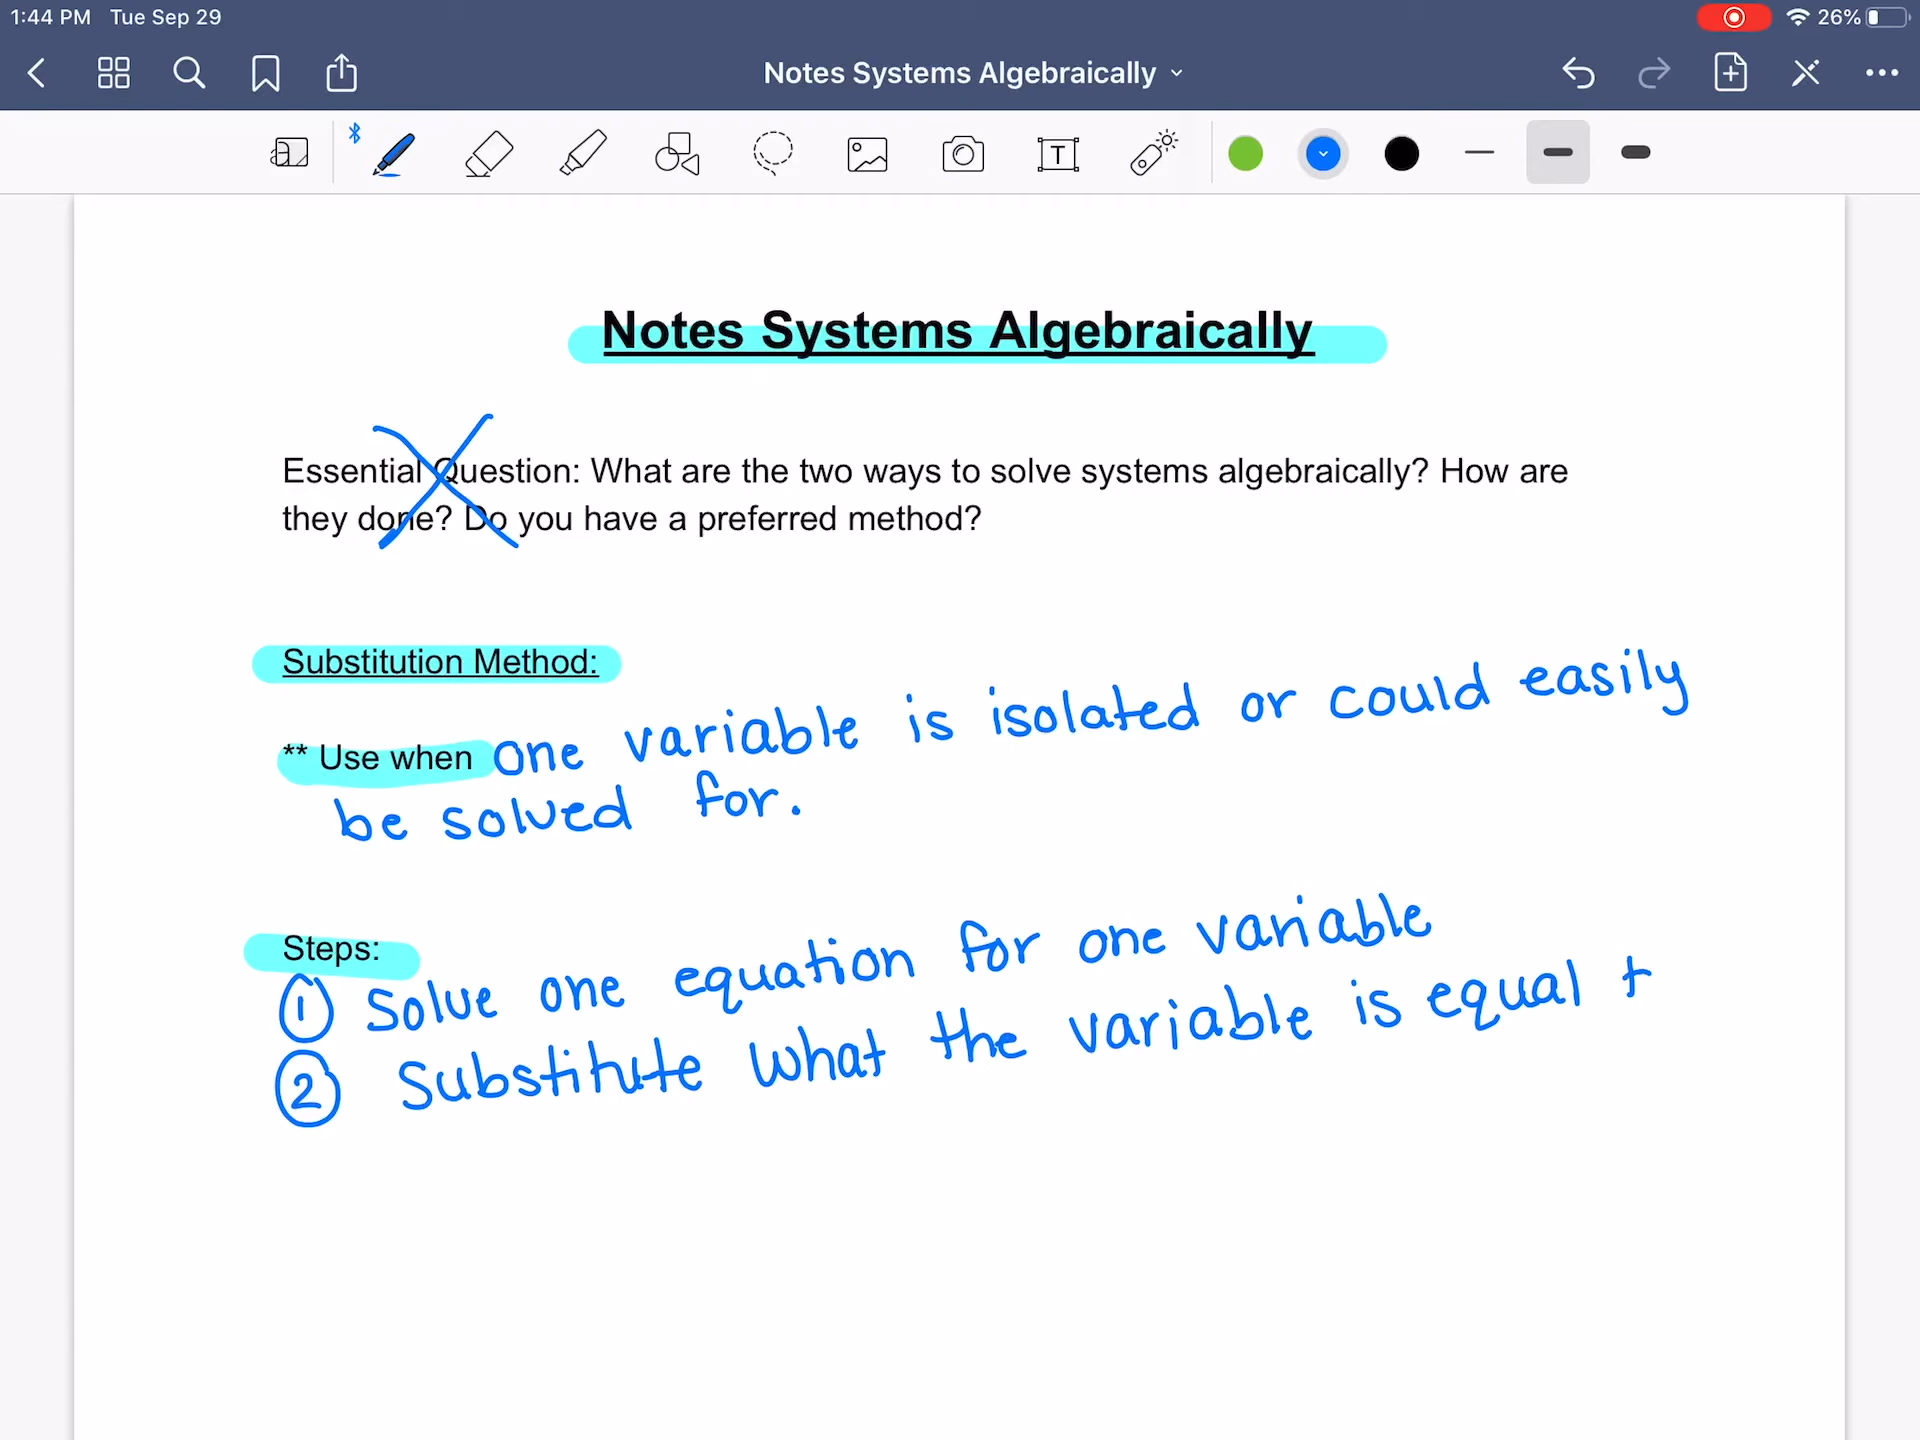 1:44 PM Tue Sep 29
26%
Notes Systems Algebraically
Notes Systems Algebraically
Essential Question: What are the two ways to solve systems algebraically? How are
they done? Do you have a preferred method?
Substitution Method:
** Use when one variable is isolated or could easily
be solved for.
Steps:
① Solve one equation for one variable
② Substitute what the variable is equal t